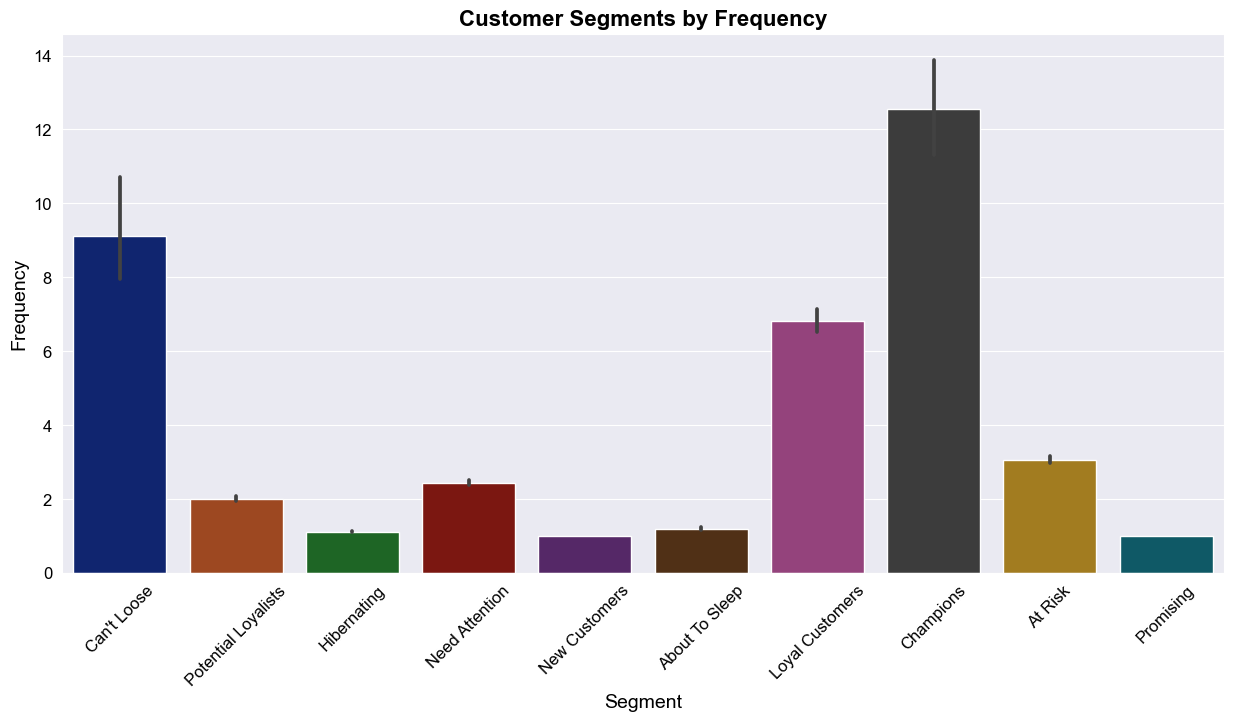 Customer Segments by Frequency
14
12
10
8
6
4
2
0
Frequency
Can't Loose
Potential Loyalists
Hibernating
Need Attention
New Customers
About To Sleep
Loyal Customers
Champions
At Risk
Promising
Segment